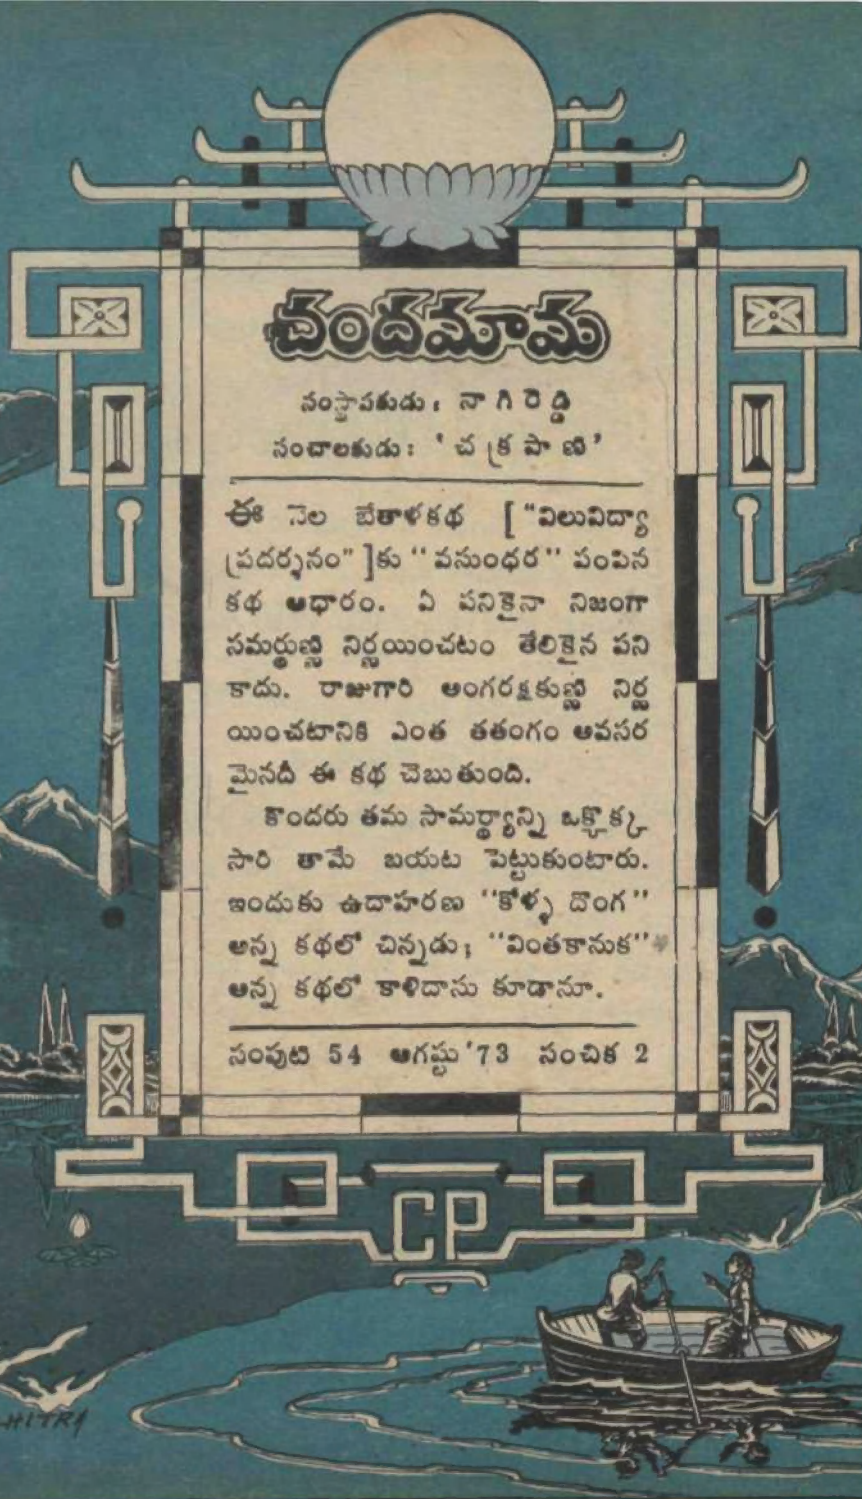 చందమామ
సంస్థాపకుడు : నాగిరెడ్డి
సంచాలకుడు : 'చక్రపాణి'
ఈ నెల బేతాళకథ ["విలువిద్యా
ప్రదర్శనం"]కు "వసుంధర" పంపిన
కథ ఆధారం. ఏ పనికైనా నిజంగా
సమర్థుణ్ణి నిర్ణయించటం తేలికైన పని
కాదు. రాజుగారి అంగరక్షకుణ్ణి నిర్ణ
యించటానికి ఎంత తతంగం అవసర
మైనదీ ఈ కథ చెబుతుంది.
కొందరు తమ సామర్థ్యాన్ని ఒక్కొక్క
సారి తామే బయట పెట్టుకుంటారు.
ఇందుకు ఉదాహరణ "కోళ్ళ దొంగ"
అన్న కథలో చిన్నడు; "వింతకానుక"
అన్న కథలో కాళిదాసు కూడానూ.
సంపుటి 54 ఆగష్టు '73 సంచిక 2
CP
HITRA